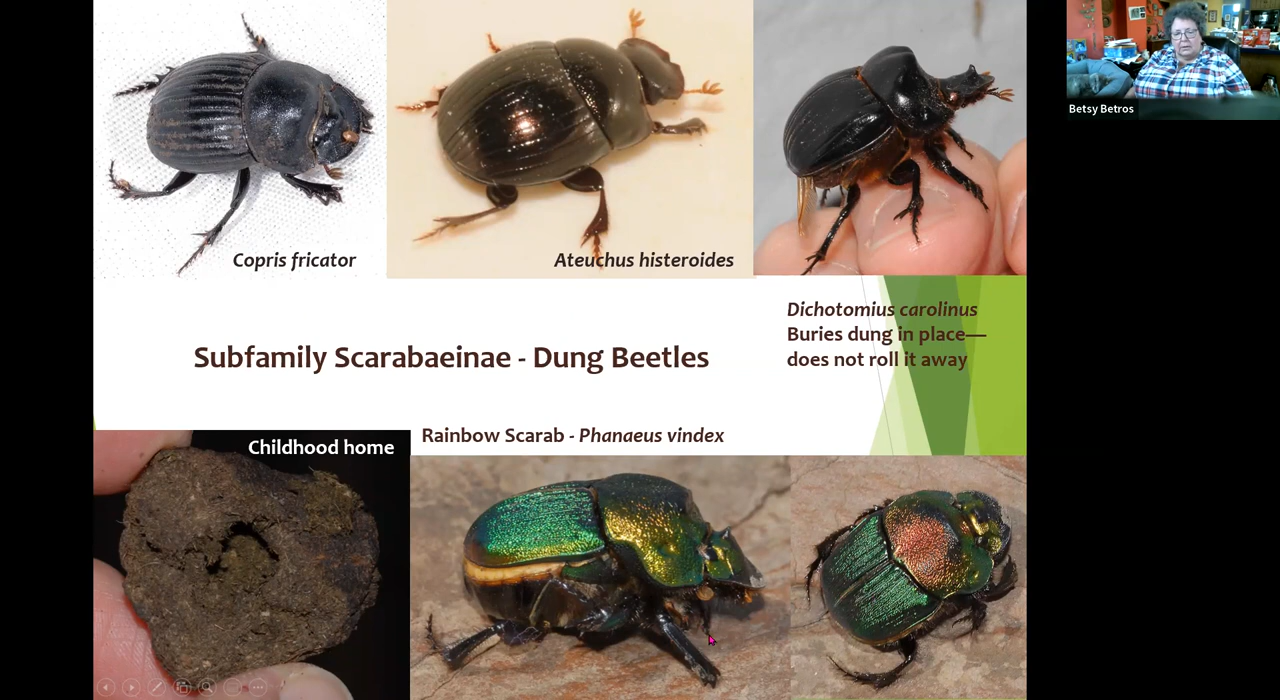 Betsy Betros
Copris fricator
Ateuchus histeroides
Dichotomius carolinus
Buries dung in place—
does not roll it away
Subfamily Scarabaeinae - Dung Beetles
Rainbow Scarab - Phanaeus vindex
Childhood home